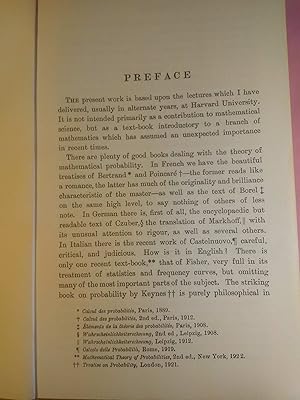 PREFACE
THE present work is based upon the lectures which I have
delivered, usually in alternate years, at Harvard University.
It is not intended primarily as a contribution to mathematical
science, but as a text-book introductory to a branch of
mathematics which has assumed an unexpected importance
in recent times.
There are plenty of good books dealing with the theory of
mathematical probability. In French we have the beautiful
treatises of Bertrand * and Poincaré †—the former reads like
a romance, the latter has much of the originality and brilliance
characteristic of the master—as well as the text of Borel ‡
on the same high level, to say nothing of others of less
note. In German there is, first of all, the encyclopaedic but
readable text of Czuber, § the translation of Markhoff, ‖ with
its unusual attention to rigour, as well as several others.
In Italian there is the recent work of Castelnuovo, ¶ careful,
critical, and judicious. How is it in English? There is
only one recent text-book, ** that of Fisher, very full in its
treatment of statistics and frequency curves, but omitting
many of the most important parts of the subject. The striking
book on probability by Keynes †† is purely philosophical in
* Calcul des probabilités, Paris, 1889.
† Calcul des probabilités, 2nd ed., Paris, 1912.
‡ Éléments de la théorie des probabilités, Paris, 1908.
§ Wahrscheinlichkeitsrechnung, 2nd ed., Leipzig, 1908.
‖ Wahrscheinlichkeitsrechnung, Leipzig, 1912.
¶ Calcolo delle Probabilità, Rome, 1919.
** Mathematical Theory of Probabilities, 2nd ed., New York, 1922.
†† Treatise on Probability, London, 1921.